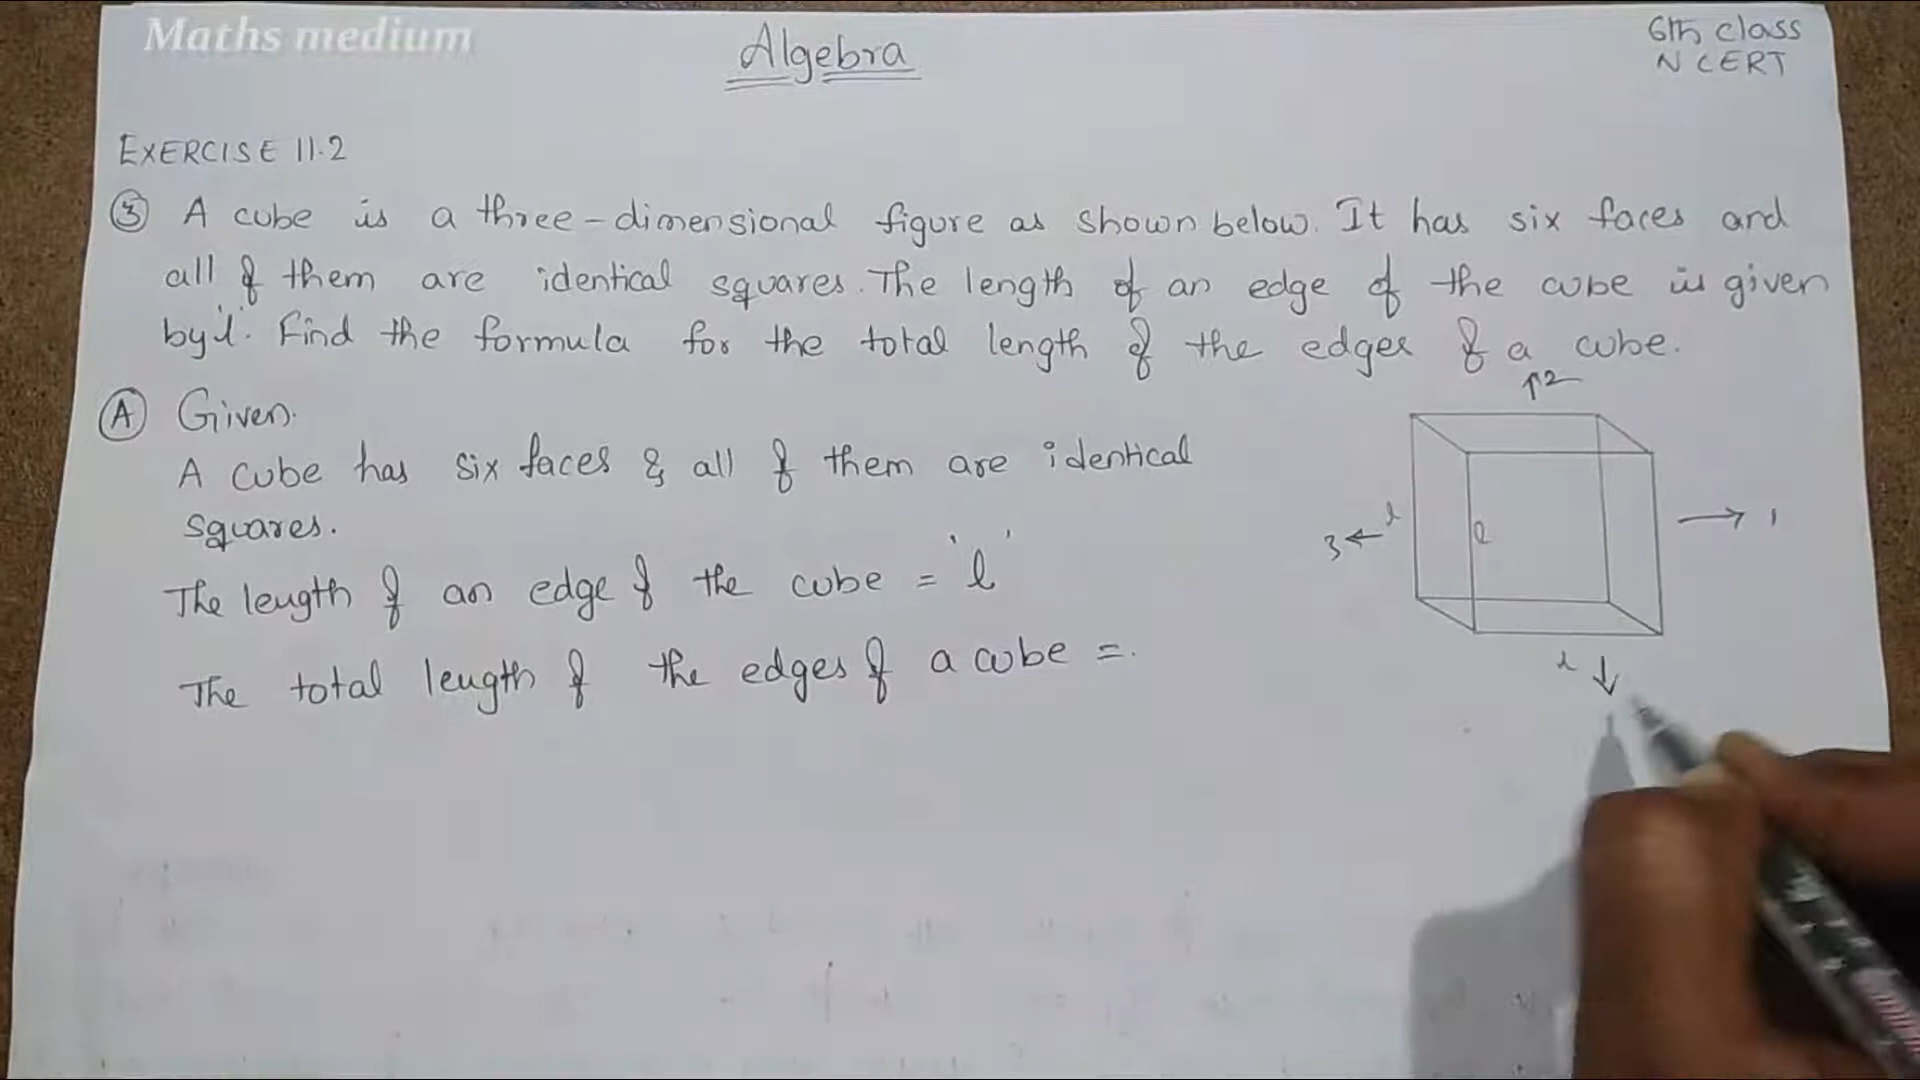 Maths medium
Algebra
6th class
NCERT
EXERCISE 11.2
③ A cube is a three-dimensional figure as shown below. It has six faces and
all of them are identical squares. The length of an edge of the cube is given
by 'l'. Find the formula for the total length of the edges of a cube.
Ⓐ Given.
A cube has six faces & all of them are identical
squares.
The length of an edge of the cube = 'l'
The total length of the edges of a cube =
↑ 2
3 ← l
l
→ 1
l ↓